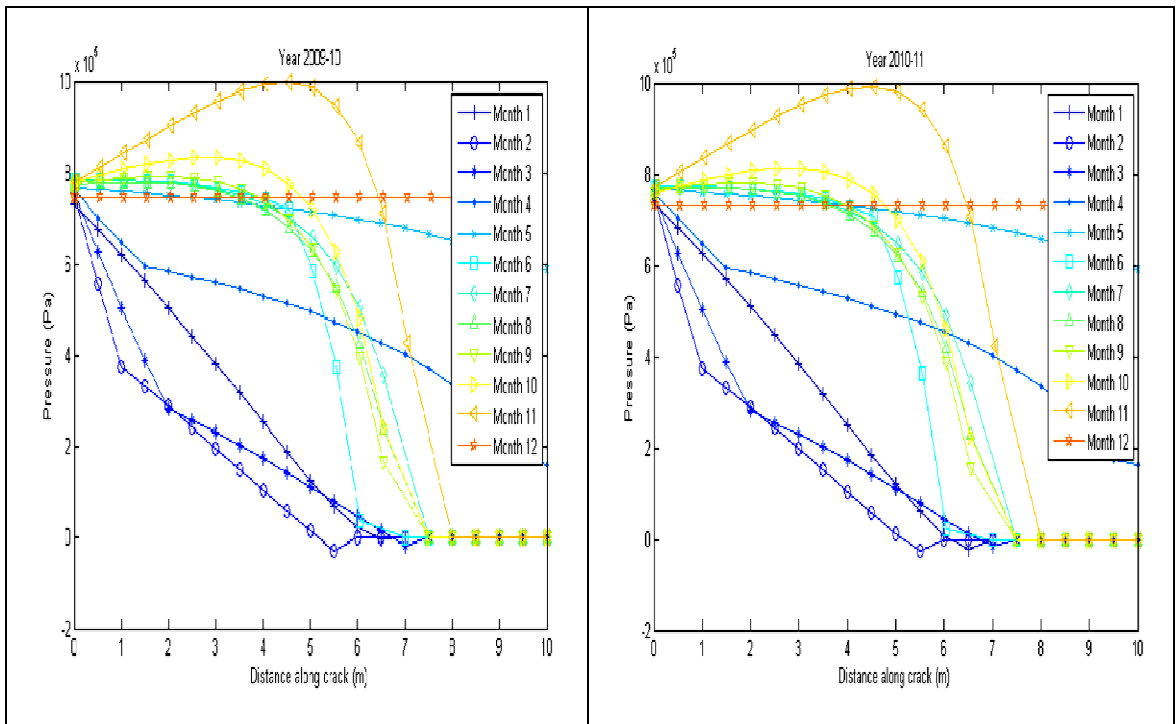 Year 2009-10
x 10⁵
10
8
6
4
2
0
-2
Pressure (Pa)
0 1 2 3 4 5 6 7 8 9 10
Distance along crack (m)
Month 1
Month 2
Month 3
Month 4
Month 5
Month 6
Month 7
Month 8
Month 9
Month 10
Month 11
Month 12
Year 2010-11
x 10⁵
10
8
6
4
2
0
-2
Pressure (Pa)
0 1 2 3 4 5 6 7 8 9 10
Distance along crack (m)
Month 1
Month 2
Month 3
Month 4
Month 5
Month 6
Month 7
Month 8
Month 9
Month 10
Month 11
Month 12